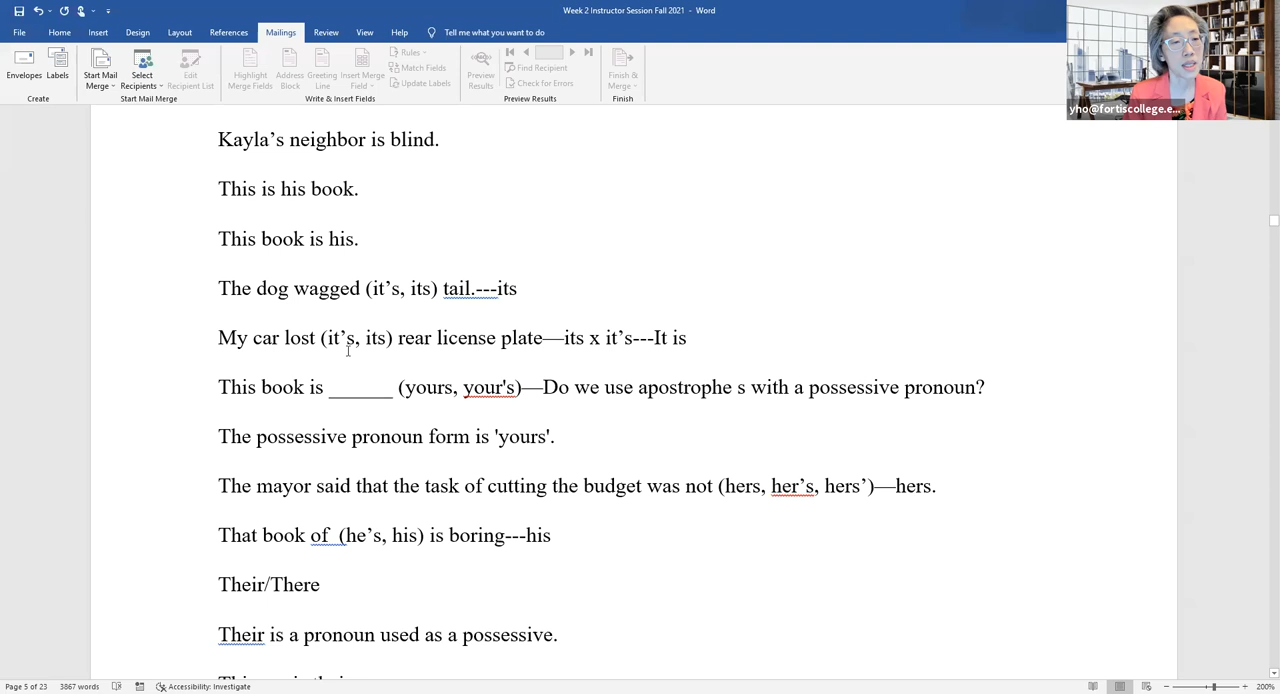 Week 2 Instructor Session Fall 2021 - Word
File Home Insert Design Layout References Mailings Review View Help Tell me what you want to do
Envelopes Labels
Create
Start Mail Merge
Select Recipients
Edit Recipient List
Start Mail Merge
Highlight Merge Fields
Address Block
Greeting Line
Insert Merge Field
Rules
Match Fields
Update Labels
Write & Insert Fields
Preview Results
Find Recipient
Check for Errors
Preview Results
Finish & Merge
Finish
yho@fortiscollege.e...
Kayla’s neighbor is blind.
This is his book.
This book is his.
The dog wagged (it’s, its) tail.---its
My car lost (it’s, its) rear license plate—its x it’s---It is
This book is ______ (yours, your's)—Do we use apostrophe s with a possessive pronoun?
The possessive pronoun form is 'yours'.
The mayor said that the task of cutting the budget was not (hers, her’s, hers’)—hers.
That book of (he’s, his) is boring---his
Their/There
Their is a pronoun used as a possessive.
Page 5 of 23 3867 words Accessibility: Investigate 200%